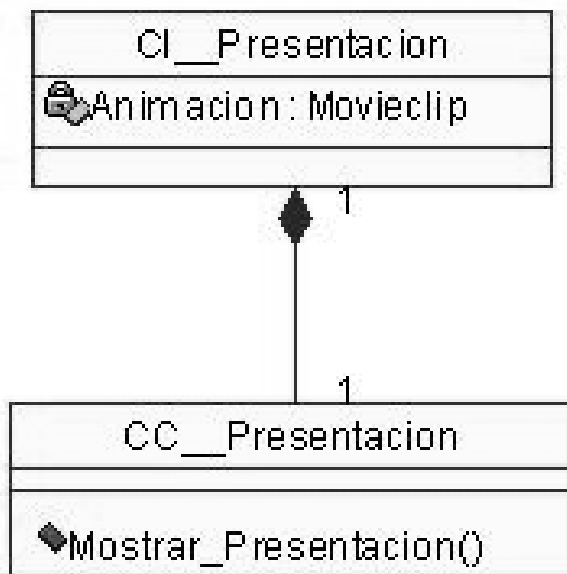 CI__Presentacion
Animacion : Movieclip
1
1
CC__Presentacion
Mostrar_Presentacion()